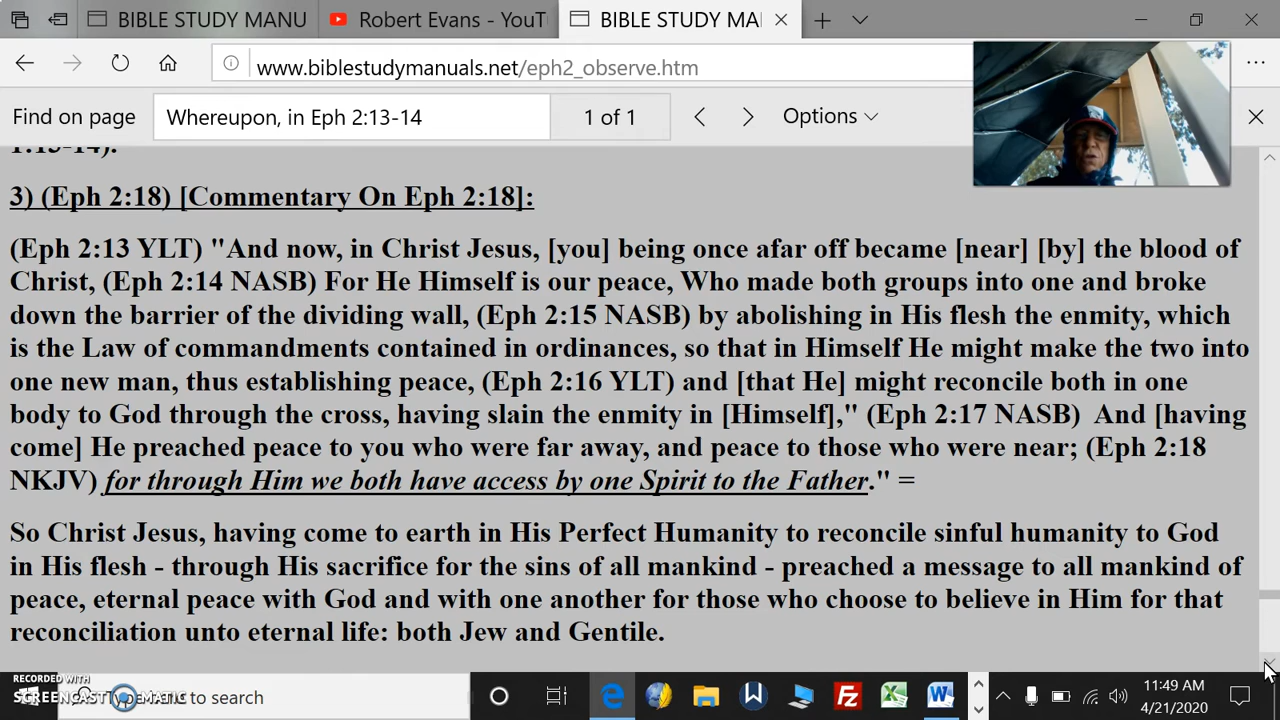 BIBLE STUDY MANU
Robert Evans - YouT
BIBLE STUDY MA
www.biblestudymanuals.net/eph2_observe.htm
Find on page
Whereupon, in Eph 2:13-14
1 of 1
Options
1:13-14).
3) (Eph 2:18) [Commentary On Eph 2:18]:
(Eph 2:13 YLT) "And now, in Christ Jesus, [you] being once afar off became [near] [by] the blood of
Christ, (Eph 2:14 NASB) For He Himself is our peace, Who made both groups into one and broke
down the barrier of the dividing wall, (Eph 2:15 NASB) by abolishing in His flesh the enmity, which
is the Law of commandments contained in ordinances, so that in Himself He might make the two into
one new man, thus establishing peace, (Eph 2:16 YLT) and [that He] might reconcile both in one
body to God through the cross, having slain the enmity in [Himself]," (Eph 2:17 NASB) And [having
come] He preached peace to you who were far away, and peace to those who were near; (Eph 2:18
NKJV) for through Him we both have access by one Spirit to the Father." =
So Christ Jesus, having come to earth in His Perfect Humanity to reconcile sinful humanity to God
in His flesh - through His sacrifice for the sins of all mankind - preached a message to all mankind of
peace, eternal peace with God and with one another for those who choose to believe in Him for that
reconciliation unto eternal life: both Jew and Gentile.
RECORDED WITH
SCREENCAST MATIC
Type here to search
11:49 AM
4/21/2020